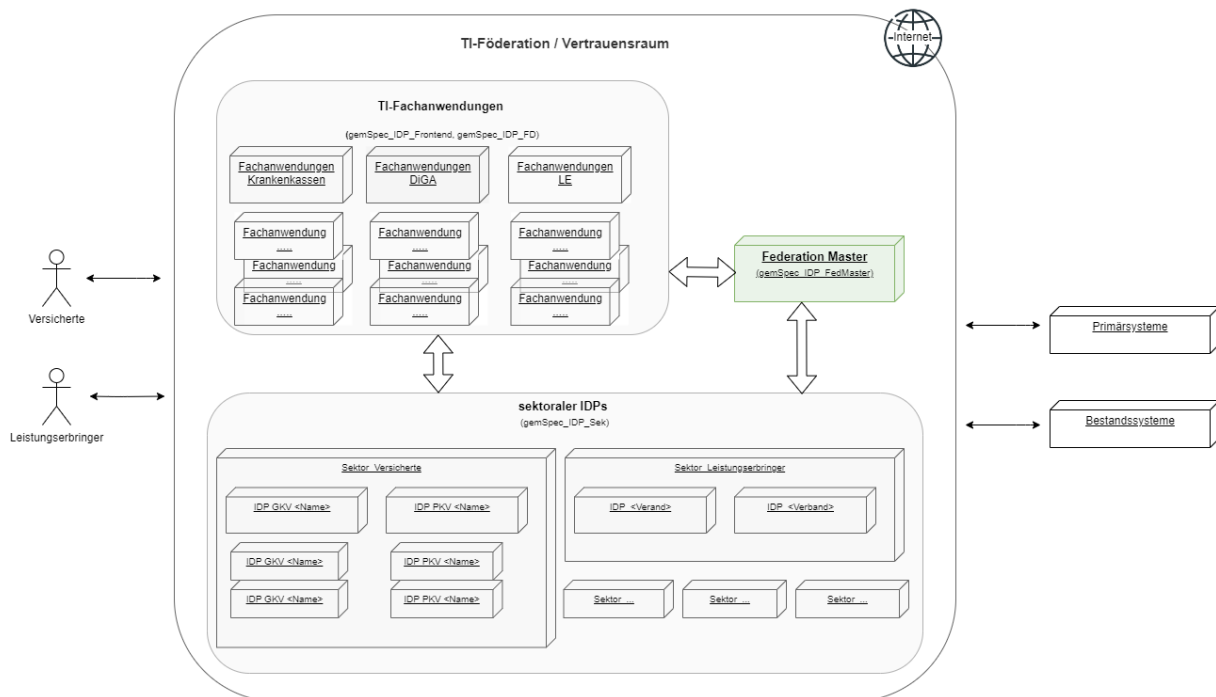 TI-Föderation / Vertrauensraum
Internet
TI-Fachanwendungen
(gemSpec_IDP_Frontend, gemSpec_IDP_FD)
Fachanwendungen
Krankenkassen
Fachanwendungen
DiGA
Fachanwendungen
LE
Fachanwendung
.....
Fachanwendung
.....
Fachanwendung
.....
Fachanwendung
.....
Fachanwendung
.....
Fachanwendung
.....
Fachanwendung
.....
Fachanwendung
.....
Fachanwendung
.....
Federation Master
(gemSpec_IDP_FedMaster)
Versicherte
Leistungserbringer
Primärsysteme
Bestandssysteme
sektoraler IDPs
(gemSpec_IDP_Sek)
Sektor_Versicherte
IDP GKV <Name>
IDP PKV <Name>
IDP GKV <Name>
IDP PKV <Name>
IDP GKV <Name>
IDP PKV <Name>
Sektor_Leistungserbringer
IDP_<Verand>
IDP_<Verband>
Sektor_...
Sektor_...
Sektor_...